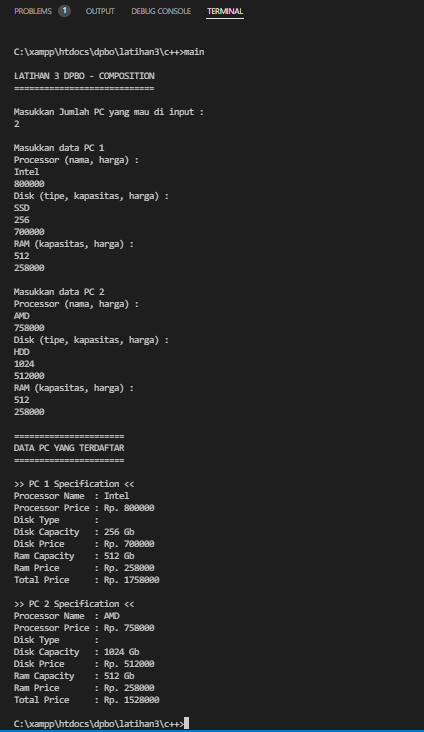 PROBLEMS 1 OUTPUT DEBUG CONSOLE TERMINAL
C:\xampp\htdocs\dpbo\latihan3\c++>main
LATIHAN 3 DPBO - COMPOSITION
============================
Masukkan Jumlah PC yang mau di input :
2
Masukkan data PC 1
Processor (nama, harga) :
Intel
800000
Disk (tipe, kapasitas, harga) :
SSD
256
700000
RAM (kapasitas, harga) :
512
258000
Masukkan data PC 2
Processor (nama, harga) :
AMD
758000
Disk (tipe, kapasitas, harga) :
HDD
1024
512000
RAM (kapasitas, harga) :
512
258000
======================
DATA PC YANG TERDAFTAR
======================
>> PC 1 Specification <<
Processor Name  : Intel
Processor Price : Rp. 800000
Disk Type       :
Disk Capacity   : 256 Gb
Disk Price      : Rp. 700000
Ram Capacity    : 512 Gb
Ram Price       : Rp. 258000
Total Price     : Rp. 1758000
>> PC 2 Specification <<
Processor Name  : AMD
Processor Price : Rp. 758000
Disk Type       :
Disk Capacity   : 1024 Gb
Disk Price      : Rp. 512000
Ram Capacity    : 512 Gb
Ram Price       : Rp. 258000
Total Price     : Rp. 1528000
C:\xampp\htdocs\dpbo\latihan3\c++>